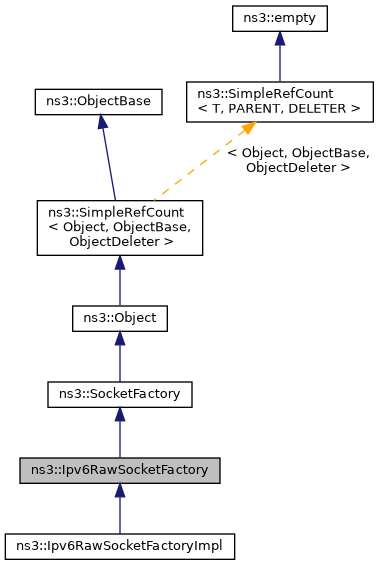 ns3::empty
ns3::SimpleRefCount
< T, PARENT, DELETER >
ns3::ObjectBase
< Object, ObjectBase,
ObjectDeleter >
ns3::SimpleRefCount
< Object, ObjectBase,
ObjectDeleter >
ns3::Object
ns3::SocketFactory
ns3::Ipv6RawSocketFactory
ns3::Ipv6RawSocketFactoryImpl